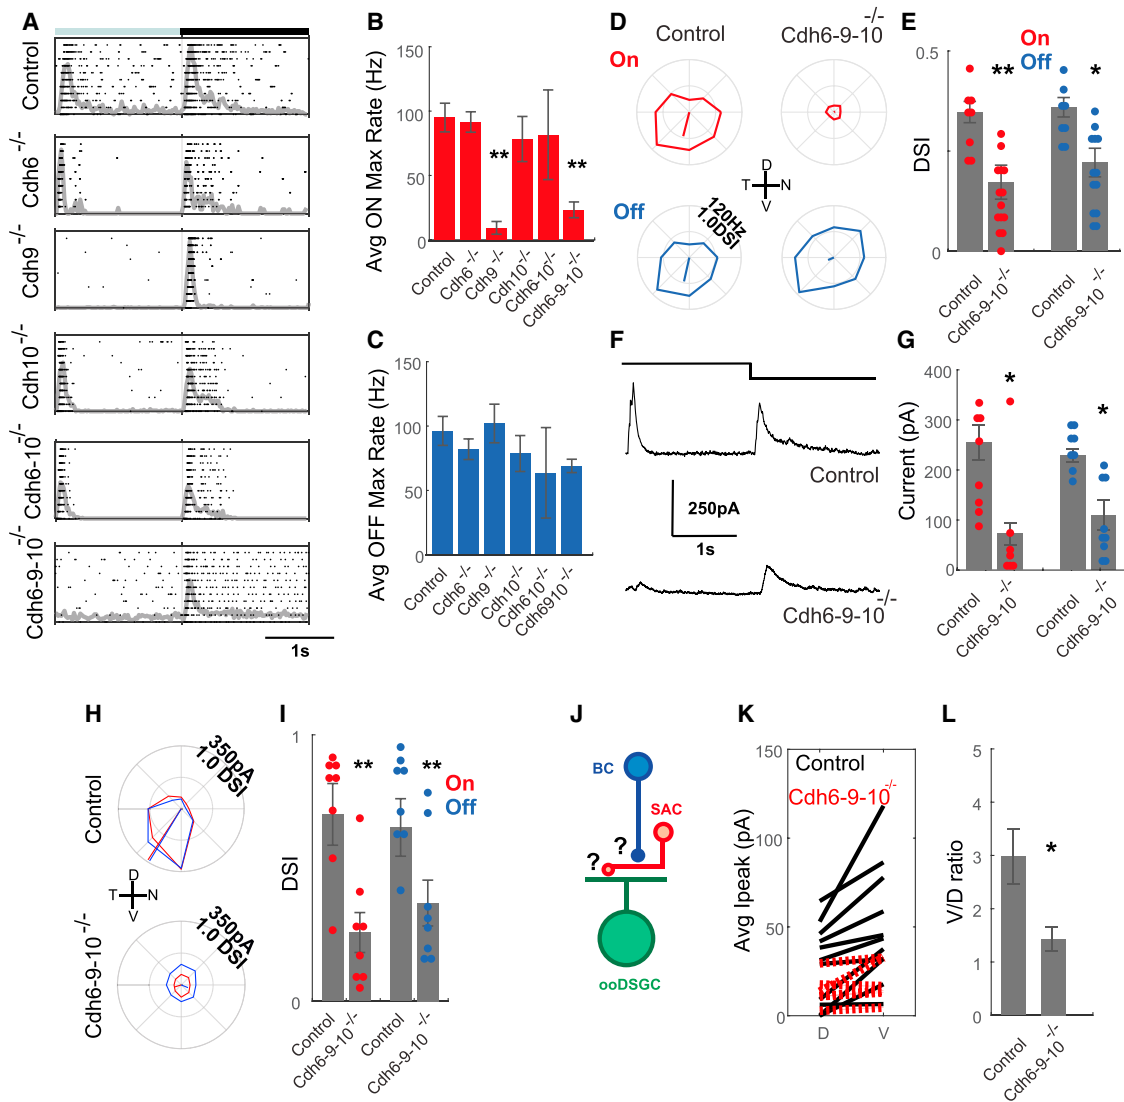 A
Control
Cdh6 -/-
Cdh9 -/-
Cdh10 -/-
Cdh6-10 -/-
Cdh6-9-10 -/-
1s
B
Avg ON Max Rate (Hz)
150
100
50
0
**
**
Control
Cdh6 -/-
Cdh9 -/-
Cdh10 -/-
Cdh6-10 -/-
Cdh6-9-10 -/-
C
Avg OFF Max Rate (Hz)
150
100
50
0
Control
Cdh6 -/-
Cdh9 -/-
Cdh10 -/-
Cdh610 -/-
Cdh6910 -/-
D
Control
Cdh6-9-10 -/-
On
Off
D
T
N
V
120Hz
1.0DSI
E
On
Off
DSI
0.5
0
**
*
Control
Cdh6-9-10 -/-
Control
Cdh6-9-10 -/-
F
Control
250pA
1s
Cdh6-9-10 -/-
G
Current (pA)
400
300
200
100
0
*
*
Control
Cdh6-9-10 -/-
Control
Cdh6-9-10 -/-
H
Control
350pA
1.0 DSI
D
T
N
V
Cdh6-9-10 -/-
350pA
1.0 DSI
I
DSI
1
0
**
**
On
Off
Control
Cdh6-9-10 -/-
Control
Cdh6-9-10 -/-
J
BC
SAC
?
?
ooDSGC
K
Avg Ipeak (pA)
150
100
50
0
Control
Cdh6-9-10 -/-
D
V
L
V/D ratio
5
4
3
2
1
0
*
Control
Cdh6-9-10 -/-